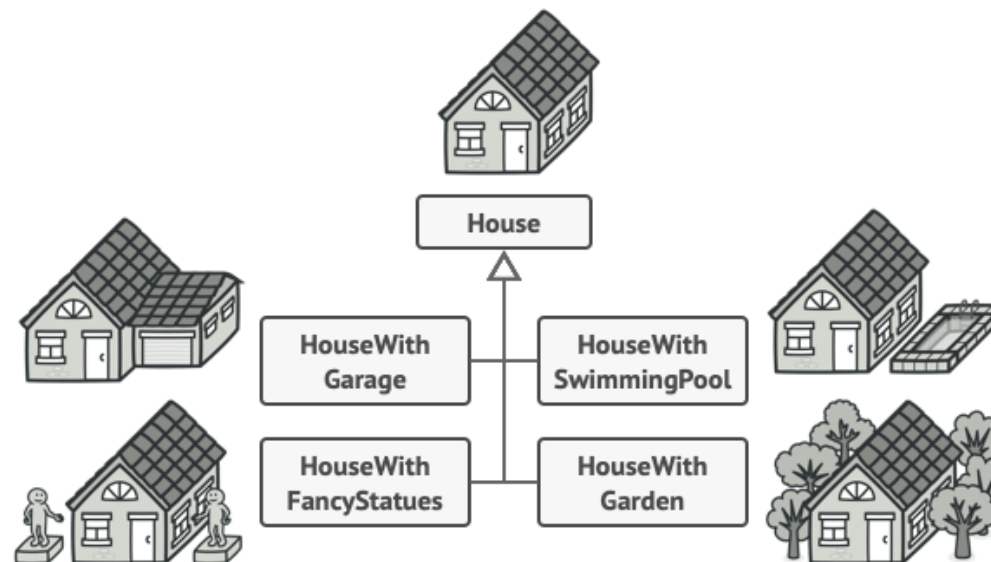 House
HouseWith
Garage
HouseWith
SwimmingPool
HouseWith
FancyStatues
HouseWith
Garden